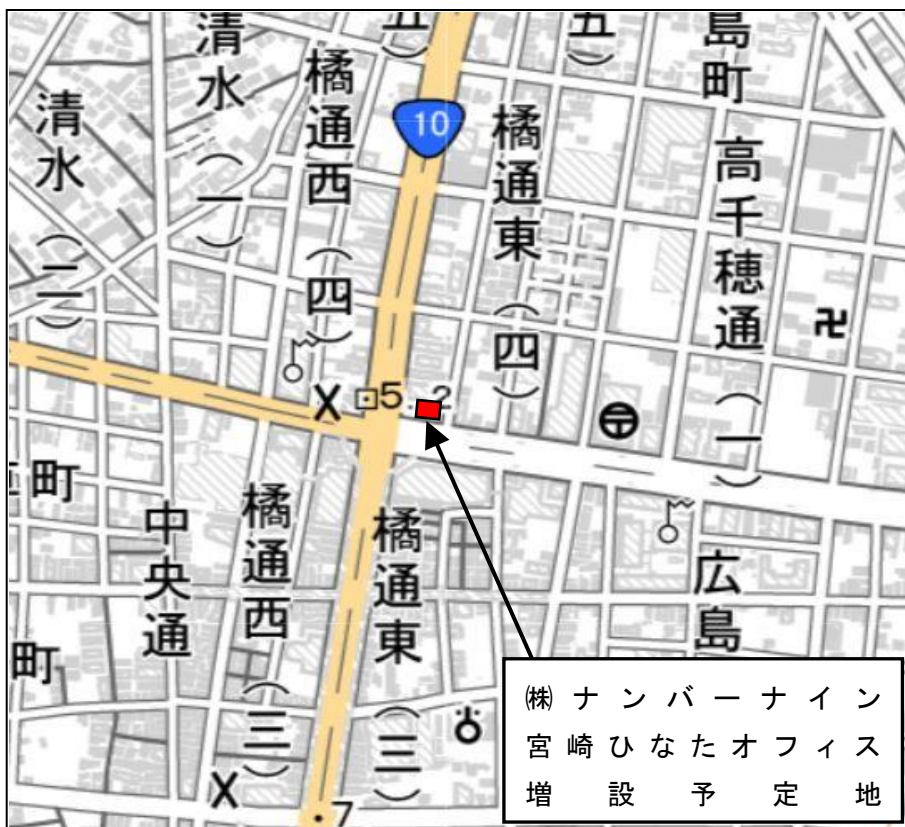 清水（一）
清水（二）
橘通西（四）
五）
10
橘通東（四）
五）
島町
高千穂通（一）
5.2
町
中央通
橘通西（三）
橘通東（三）
広島
町
7
㈱ナンバーナイン
宮崎ひなたオフィス
増設予定地